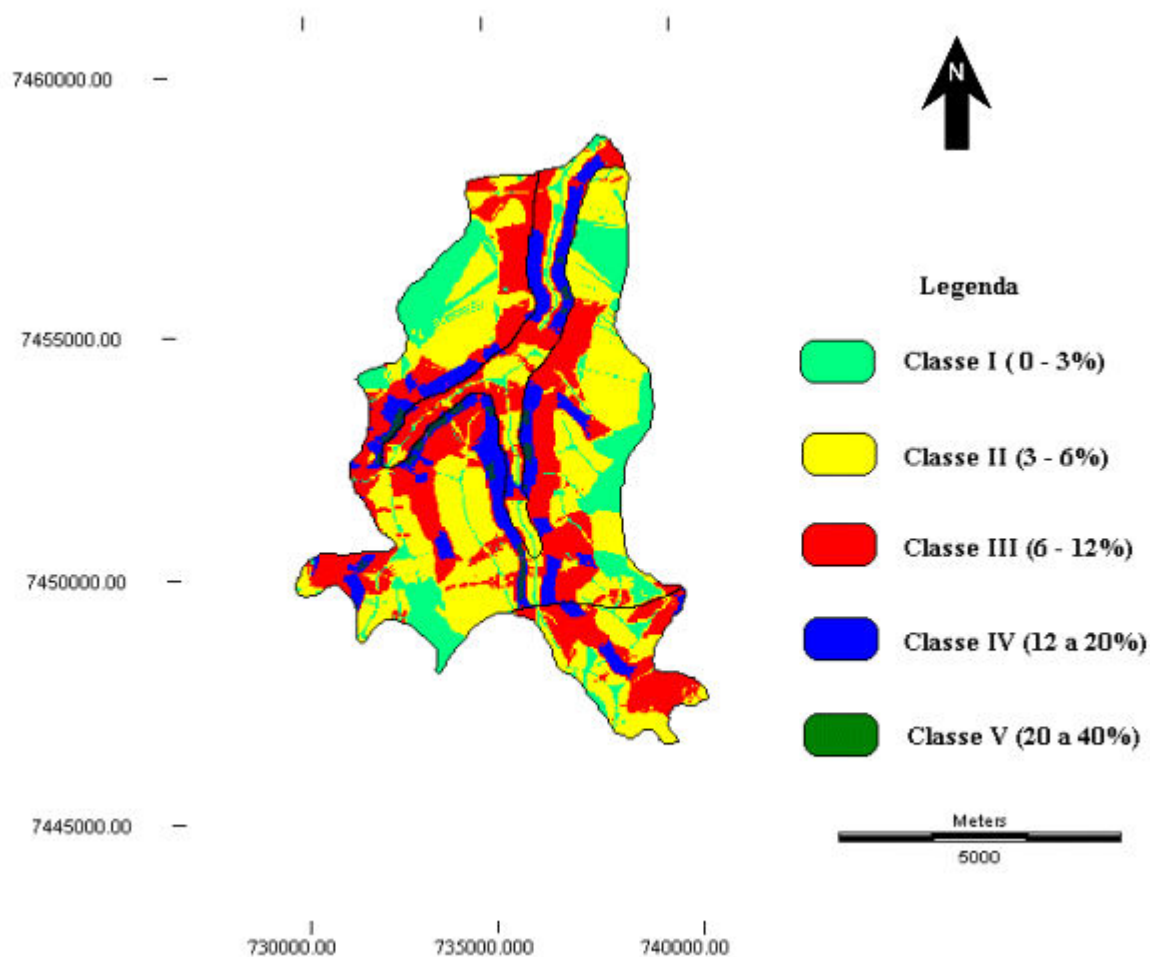 7460000.00
N
Legenda
7455000.00
Classe I ( 0 - 3%)
Classe II (3 - 6%)
Classe III (6 - 12%)
7450000.00
Classe IV (12 a 20%)
Classe V (20 a 40%)
7445000.00
Meters
5000
730000.00 735000.000 740000.00